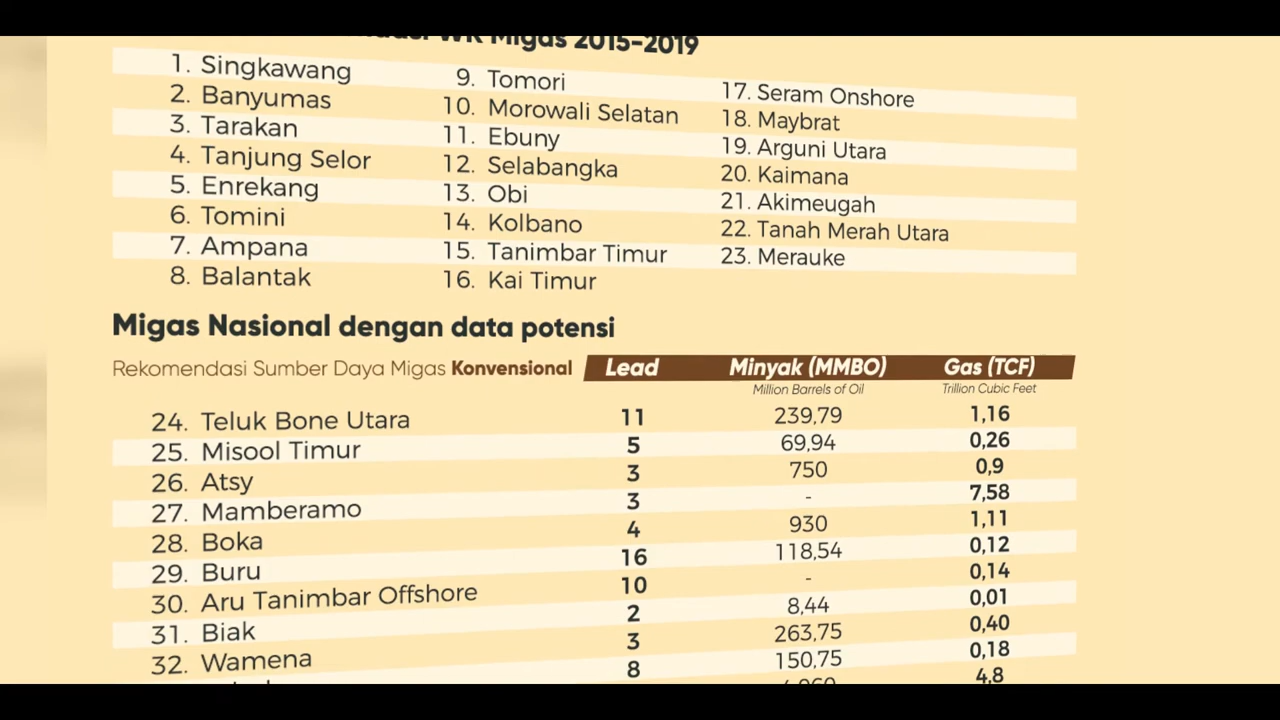 WK Migas 2015-2019
1. Singkawang
2. Banyumas
3. Tarakan
4. Tanjung Selor
5. Enrekang
6. Tomini
7. Ampana
8. Balantak
9. Tomori
10. Morowali Selatan
11. Ebuny
12. Selabangka
13. Obi
14. Kolbano
15. Tanimbar Timur
16. Kai Timur
17. Seram Onshore
18. Maybrat
19. Arguni Utara
20. Kaimana
21. Akimeugah
22. Tanah Merah Utara
23. Merauke
Migas Nasional dengan data potensi
Rekomendasi Sumber Daya Migas Konvensional Lead Minyak (MMBO) Gas (TCF)
Million Barrels of Oil Trillion Cubic Feet
24. Teluk Bone Utara 11 239,79 1,16
25. Misool Timur 5 69,94 0,26
26. Atsy 3 750 0,9
27. Mamberamo 3 - 7,58
28. Boka 4 930 1,11
29. Buru 16 118,54 0,12
30. Aru Tanimbar Offshore 10 - 0,14
31. Biak 2 8,44 0,01
32. Wamena 3 263,75 0,40
8 150,75 0,18
4,8